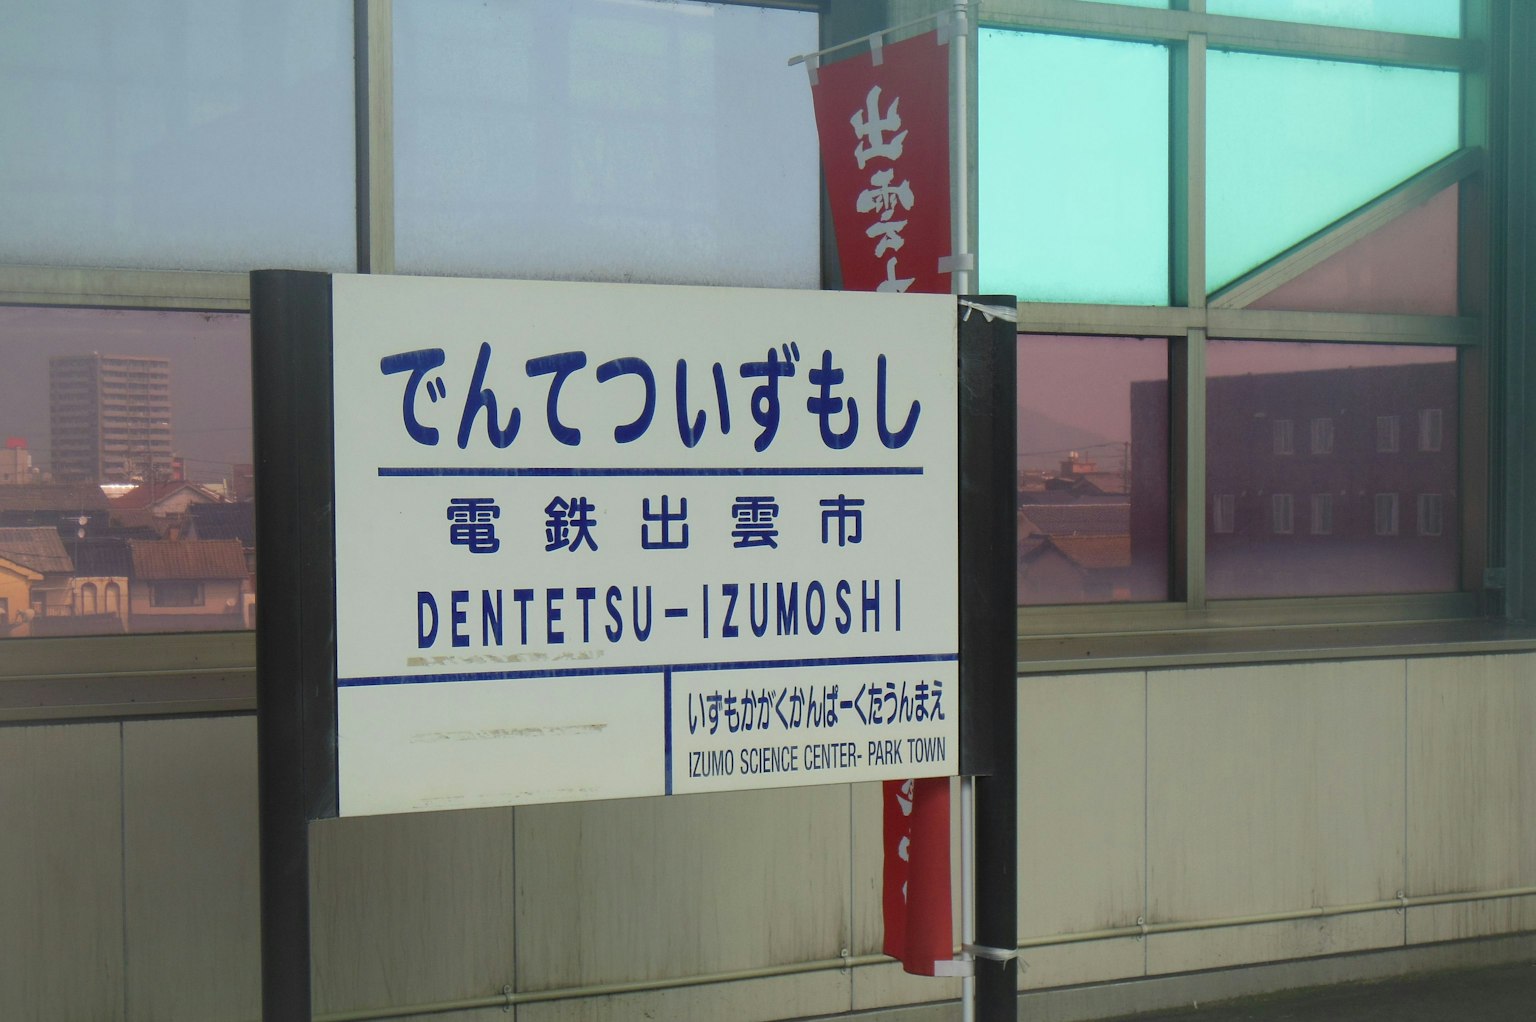 出雲
でんてついずもし
電鉄出雲市
DENTETSU-IZUMOSHI
いずもかがくかんぱーくたうんまえ
IZUMO SCIENCE CENTER- PARK TOWN